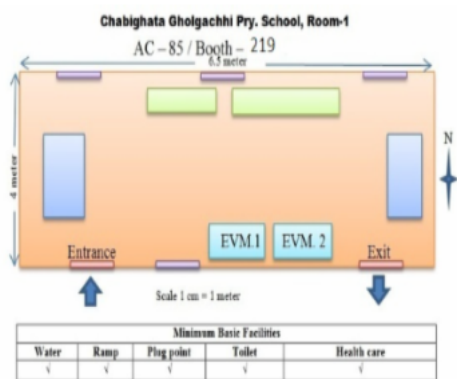 Chabighata Gholgachhi Pry. School, Room-1
AC – 85 / Booth – 219
6.5 meter
4 meter
N
EVM.1 EVM. 2
Entrance Exit
Scale 1 cm = 1 meter
Minimum Basic Facilities
Water Ramp Plug point Toilet Health care
√ √ √ √ √